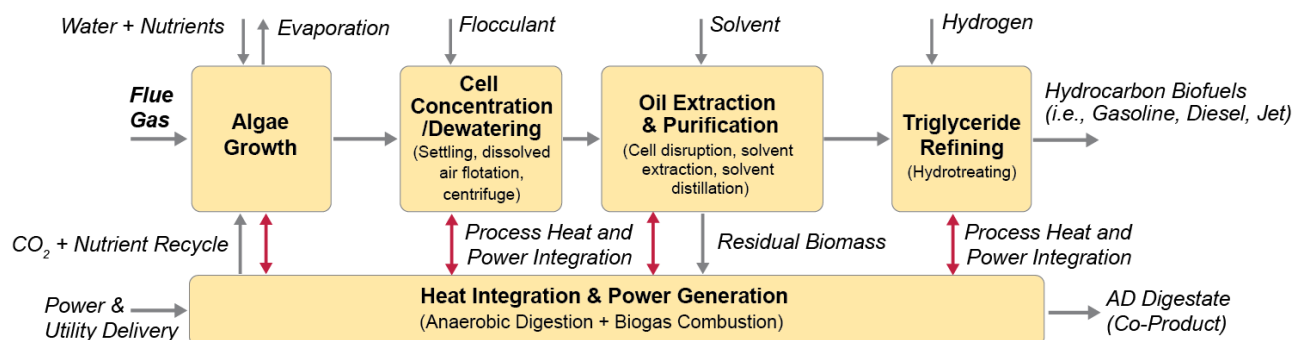 Water + Nutrients
Evaporation
Flocculant
Solvent
Hydrogen
Flue
Gas
Algae
Growth
Cell
Concentration
/Dewatering
(Settling, dissolved
air flotation,
centrifuge)
Oil Extraction
& Purification
(Cell disruption, solvent
extraction, solvent
distillation)
Triglyceride
Refining
(Hydrotreating)
Hydrocarbon Biofuels
(i.e., Gasoline, Diesel, Jet)
CO₂ + Nutrient Recycle
Process Heat and
Power Integration
Residual Biomass
Process Heat and
Power Integration
Power &
Utility Delivery
Heat Integration & Power Generation
(Anaerobic Digestion + Biogas Combustion)
AD Digestate
(Co-Product)